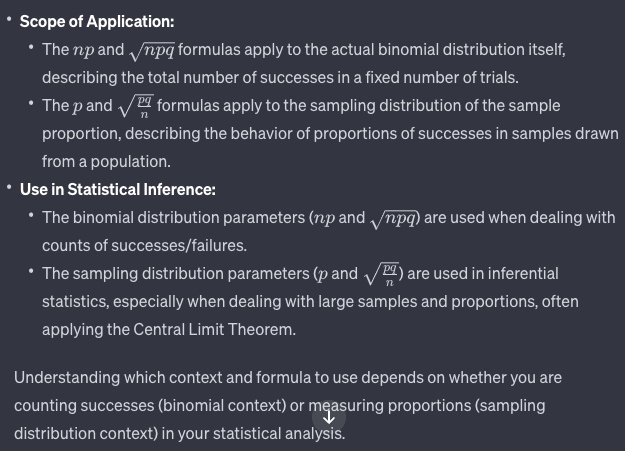 • Scope of Application:
• The np and √npq formulas apply to the actual binomial distribution itself,
describing the total number of successes in a fixed number of trials.
• The p and √(pq/n) formulas apply to the sampling distribution of the sample
proportion, describing the behavior of proportions of successes in samples drawn
from a population.
• Use in Statistical Inference:
• The binomial distribution parameters (np and √npq) are used when dealing with
counts of successes/failures.
• The sampling distribution parameters (p and √(pq/n)) are used in inferential
statistics, especially when dealing with large samples and proportions, often
applying the Central Limit Theorem.
Understanding which context and formula to use depends on whether you are
counting successes (binomial context) or measuring proportions (sampling
distribution context) in your statistical analysis.